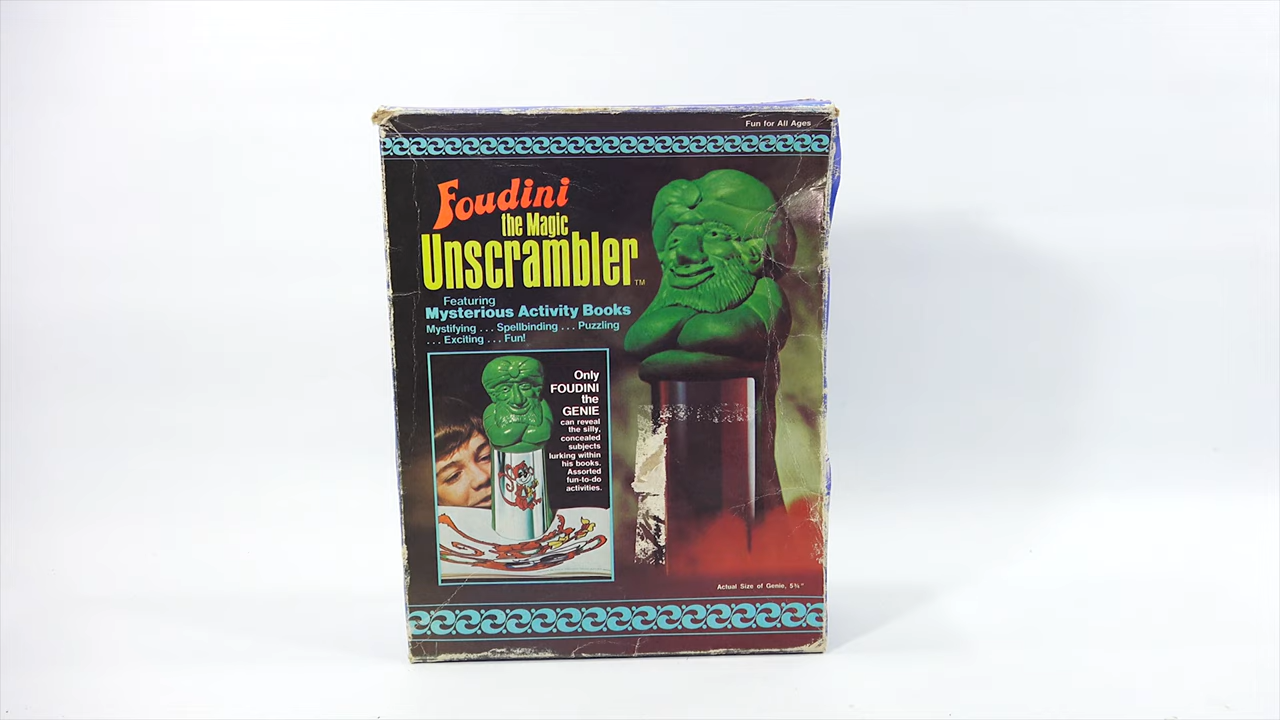 Fun for All Ages
Foudini
the Magic
Unscrambler™
Featuring
Mysterious Activity Books
Mystifying . . . Spellbinding . . . Puzzling
. . . Exciting . . . Fun!
Only
FOUDINI
the
GENIE
can reveal
the silly,
concealed
subjects
lurking within
his books.
Assorted
fun-to-do
activities.
Actual Size of Genie, 5¾"